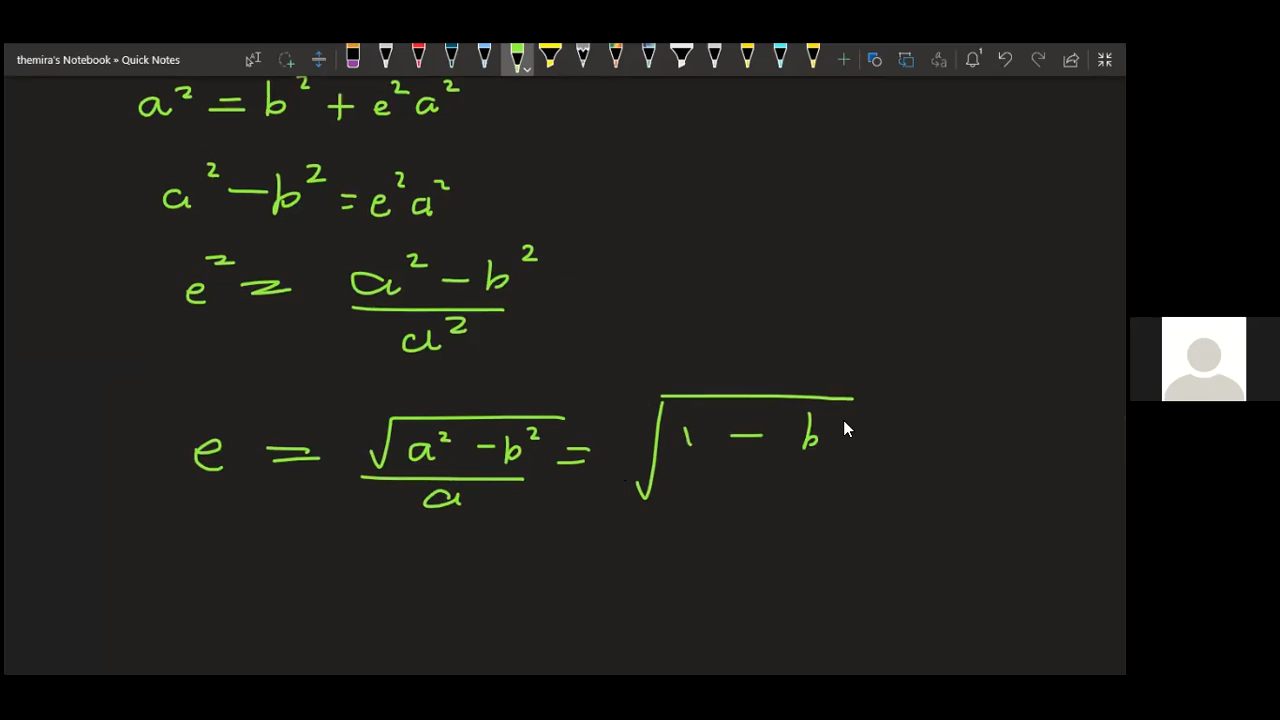 themira's Notebook » Quick Notes
a² = b² + e²a²
a² − b² = e²a²
e² = (a² − b²)/a²
e = √(a² − b²)/a = √(1 − b